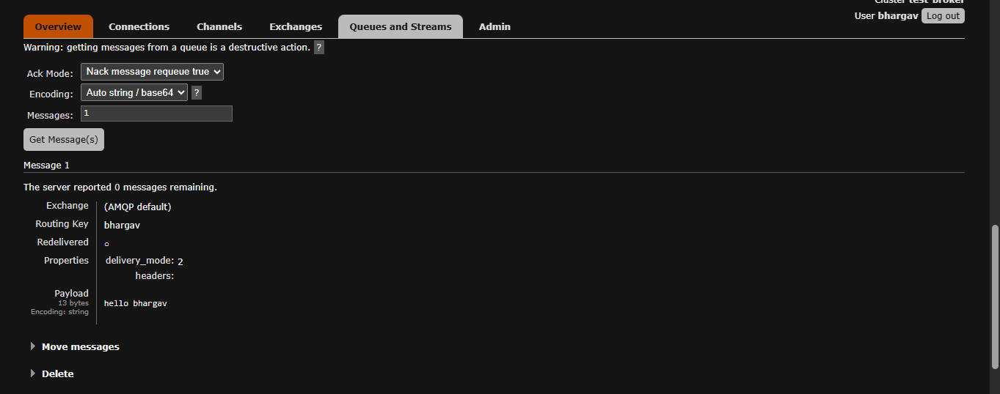 Cluster test-broker
User bhargav Log out
Overview Connections Channels Exchanges Queues and Streams Admin
Warning: getting messages from a queue is a destructive action. ?
Ack Mode: Nack message requeue true
Encoding: Auto string / base64 ?
Messages: 1
Get Message(s)
Message 1
The server reported 0 messages remaining.
Exchange (AMQP default)
Routing Key bhargav
Redelivered ○
Properties delivery_mode: 2
headers:
Payload
13 bytes
Encoding: string
hello bhargav
Move messages
Delete